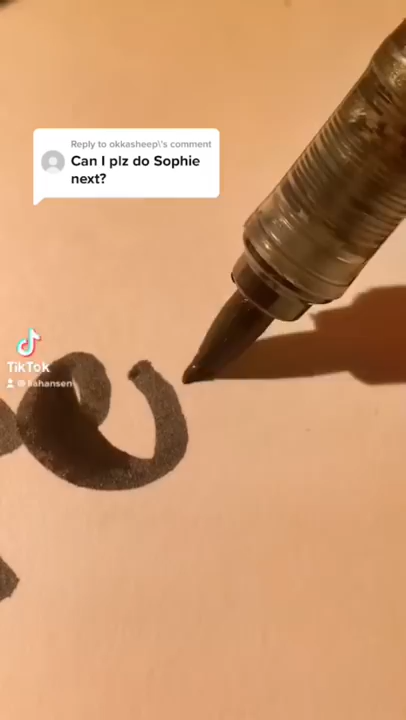 Reply to okkasheep\'s comment
Can I plz do Sophie
next?
TikTok
e